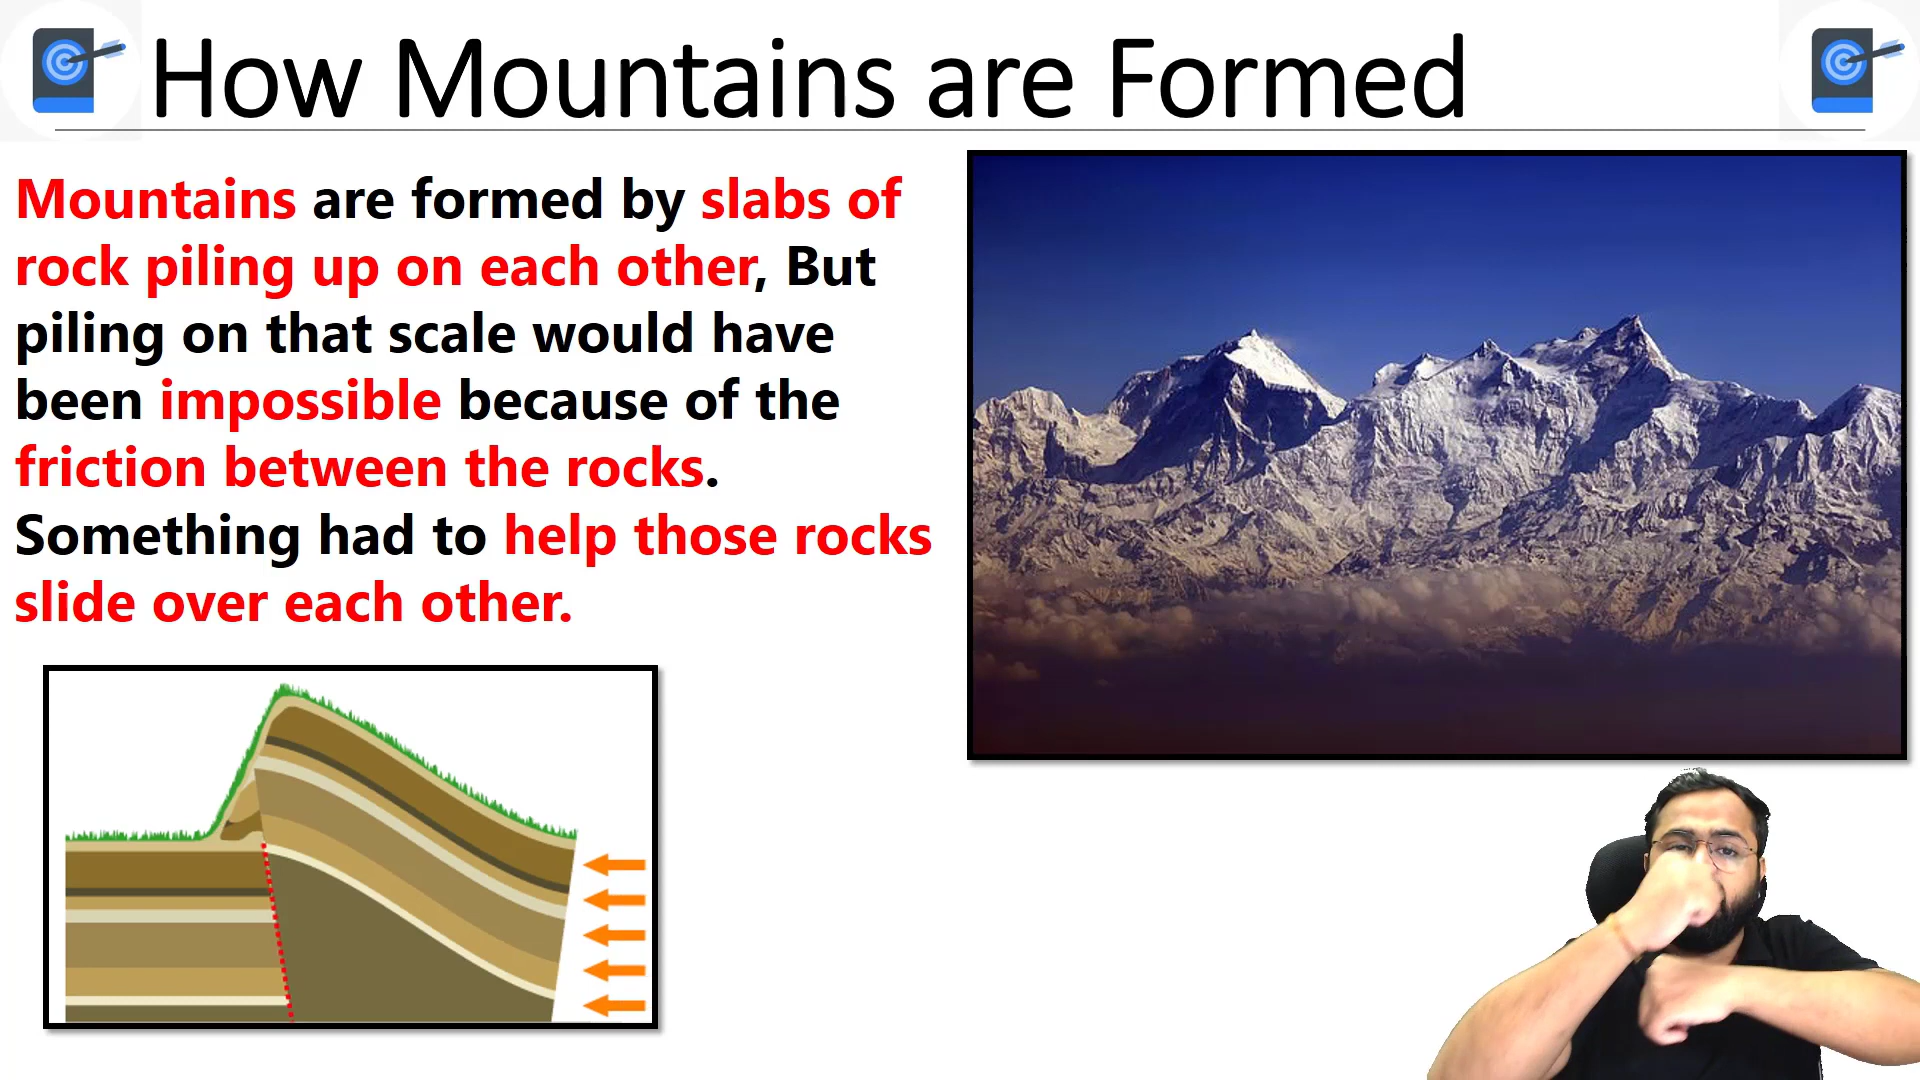 How Mountains are Formed
Mountains are formed by slabs of
rock piling up on each other, But
piling on that scale would have
been impossible because of the
friction between the rocks.
Something had to help those rocks
slide over each other.